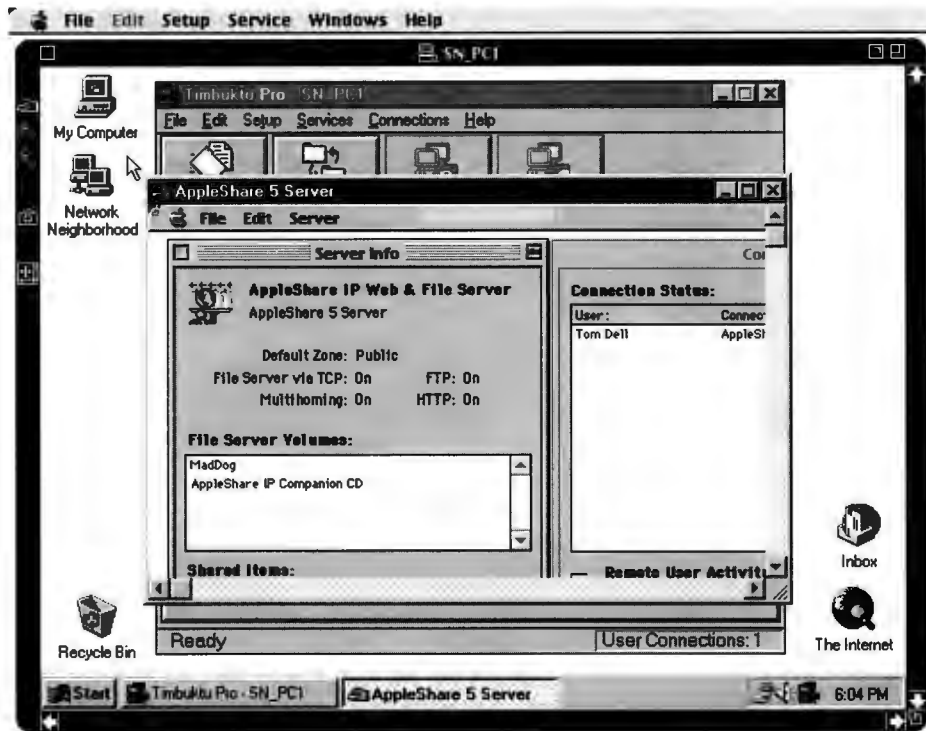 File Edit Setup Service Windows Help
SN_PC1
My Computer
Network
Neighborhood
Recycle Bin
Timbuktu Pro - SN_PC1
File Edit Setup Services Connections Help
AppleShare 5 Server
File Edit Server
Server Info
AppleShare IP Web & File Server
AppleShare 5 Server
Default Zone: Public
File Server via TCP: On FTP: On
Multihoming: On HTTP: On
File Server Volumes:
MadDog
AppleShare IP Companion CD
Shared Items:
Co
Connection Status:
User: Connec
Tom Dell AppleSh
Remote User Activit
Ready
User Connections: 1
Inbox
The Internet
Start
Timbuktu Pro - SN_PC1
AppleShare 5 Server
6:04 PM